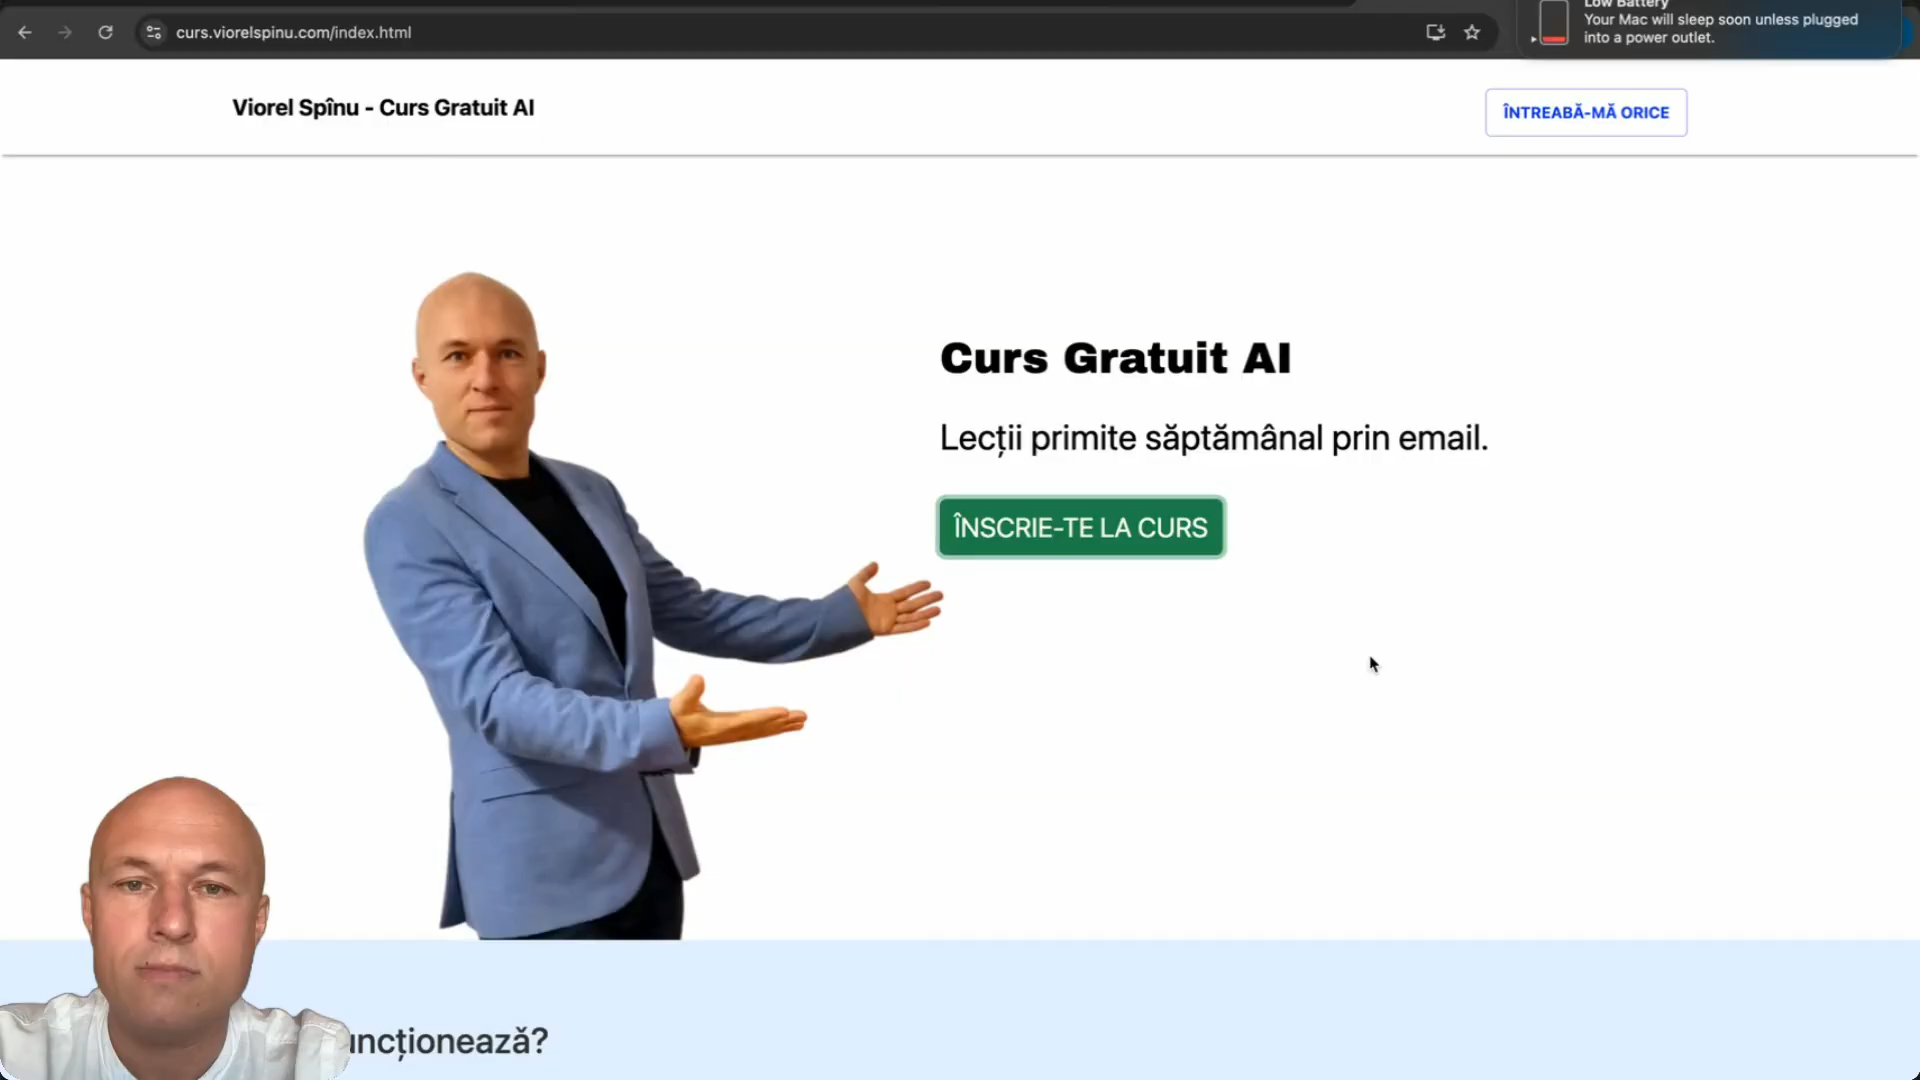 curs.viorelspinu.com/index.html
Low Battery
Your Mac will sleep soon unless plugged
into a power outlet.
Viorel Spînu - Curs Gratuit AI
ÎNTREABĂ-MĂ ORICE
Curs Gratuit AI
Lecții primite săptămânal prin email.
ÎNSCRIE-TE LA CURS
uncționează?